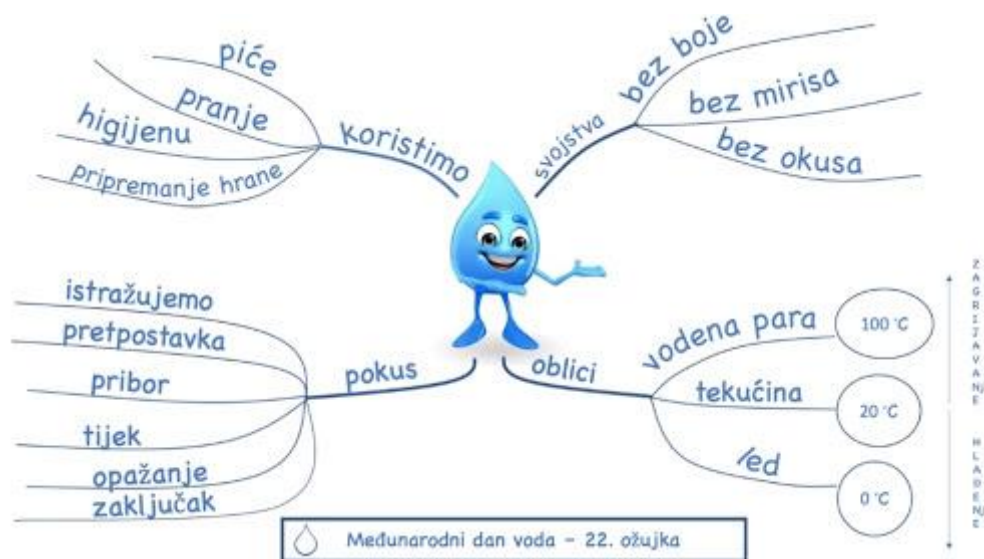 koristimo
piće
pranje
higijenu
pripremanje hrane
svojstva
bez boje
bez mirisa
bez okusa
pokus
istražujemo
pretpostavka
pribor
tijek
opažanje
zaključak
oblici
vodena para
100 °C
tekućina
20 °C
led
0 °C
ZAGRIJAVANJE
HLAĐENJE
Međunarodni dan voda - 22. ožujka